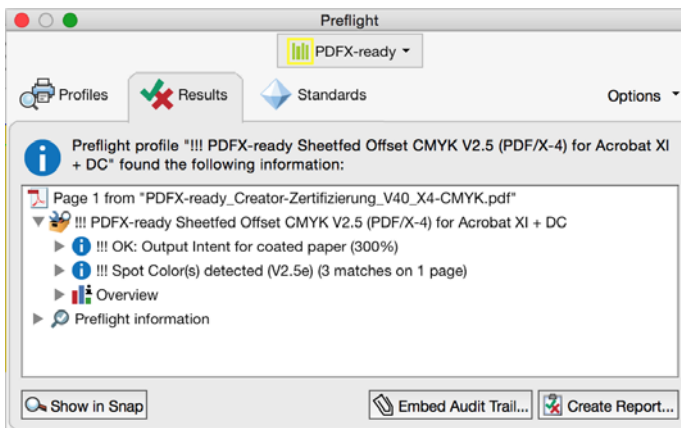 Preflight
PDFX-ready
Profiles
Results
Standards
Options
Preflight profile "!!! PDFX-ready Sheetfed Offset CMYK V2.5 (PDF/X-4) for Acrobat XI
+ DC" found the following information:
Page 1 from "PDFX-ready_Creator-Zertifizierung_V40_X4-CMYK.pdf"
!!! PDFX-ready Sheetfed Offset CMYK V2.5 (PDF/X-4) for Acrobat XI + DC
!!! OK: Output Intent for coated paper (300%)
!!! Spot Color(s) detected (V2.5e) (3 matches on 1 page)
Overview
Preflight information
Show in Snap
Embed Audit Trail...
Create Report...